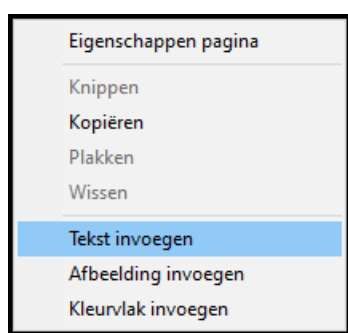 Eigenschappen pagina
Knippen
Kopiëren
Plakken
Wissen
Tekst invoegen
Afbeelding invoegen
Kleurvlak invoegen